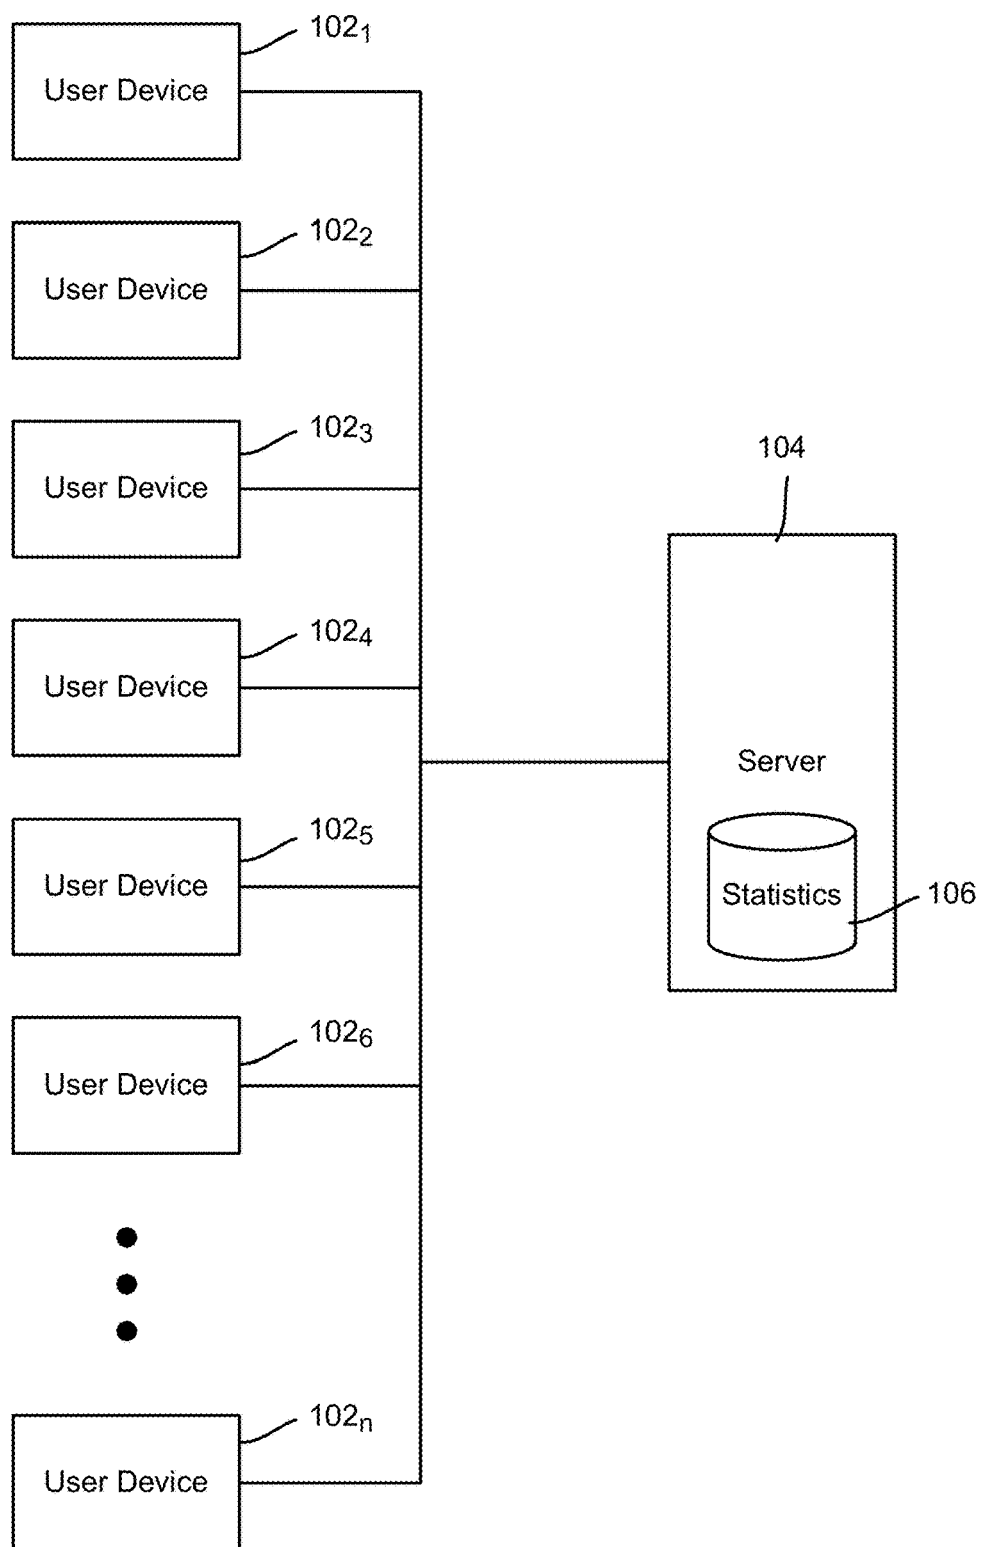 102₁
User Device
102₂
User Device
102₃
User Device
104
102₄
User Device
Server
102₅
User Device
Statistics
106
102₆
User Device
102ₙ
User Device